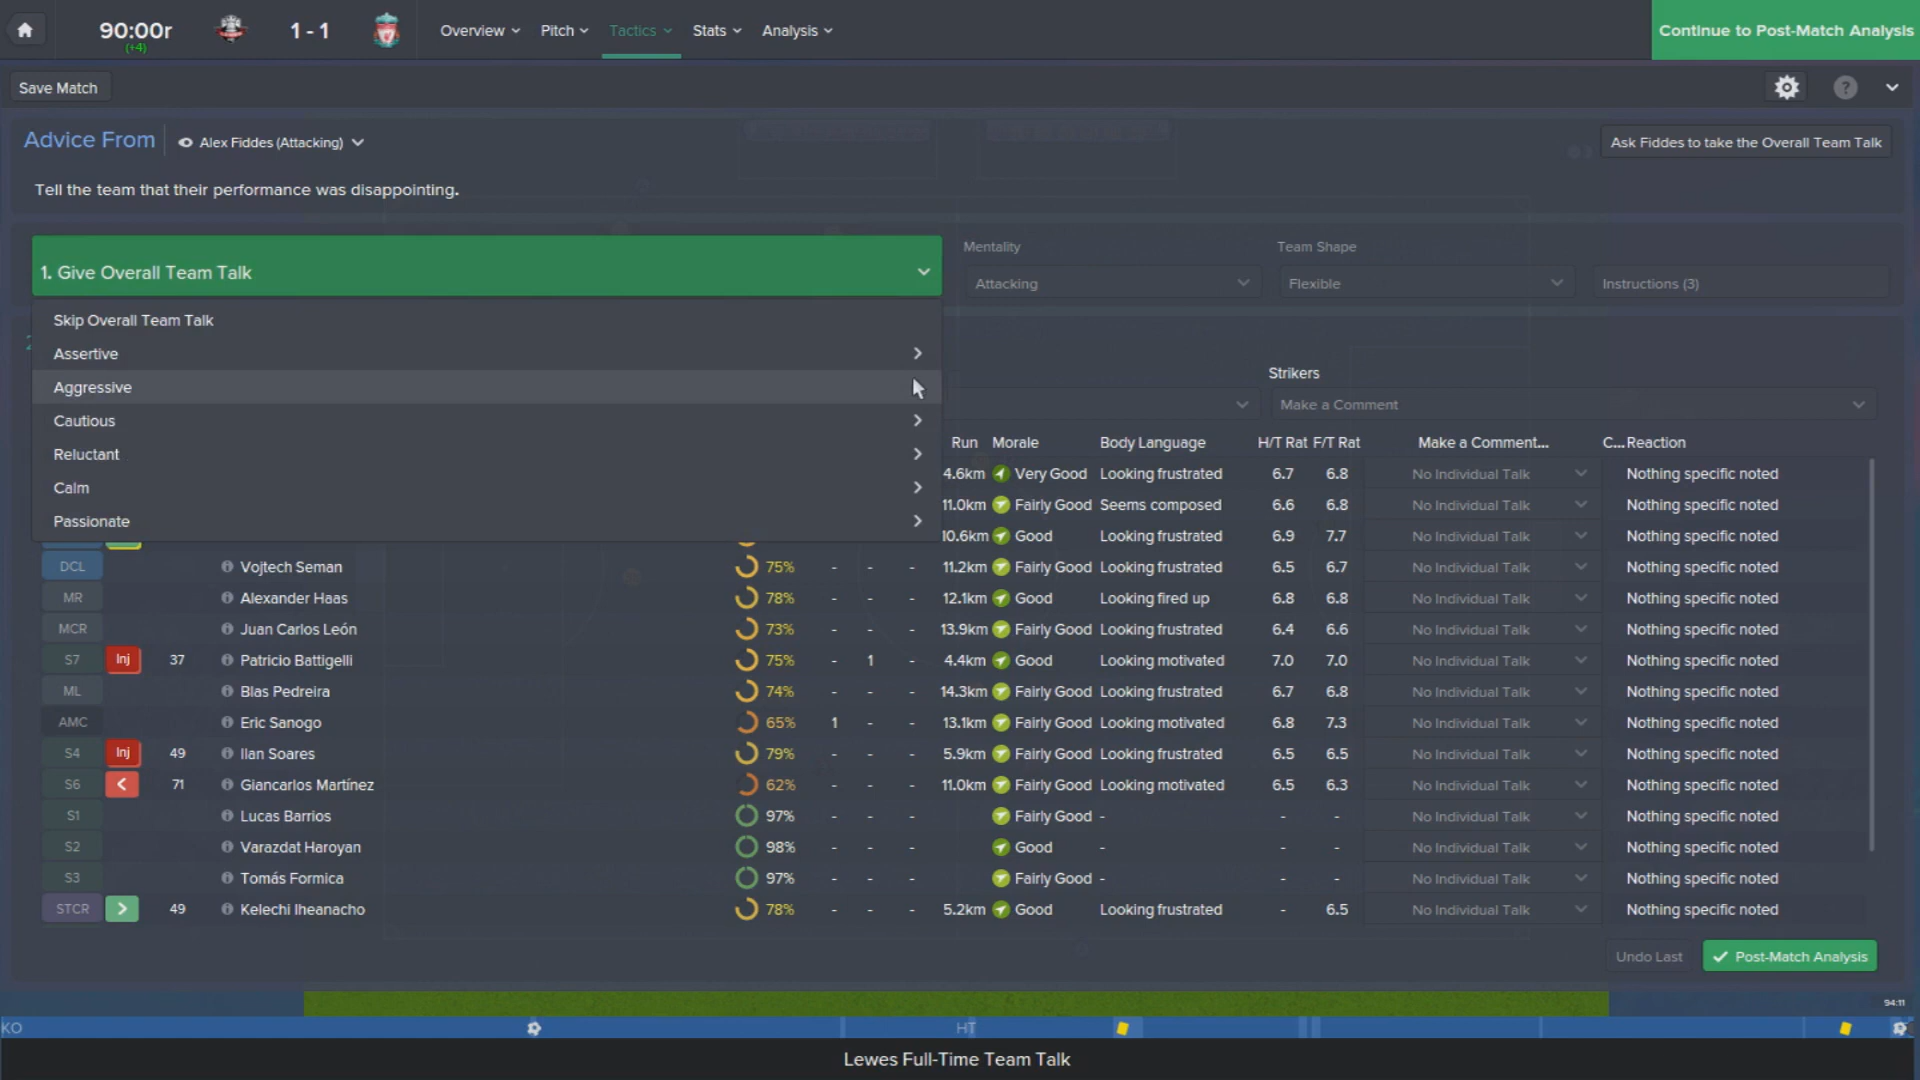 90:00r
(+4)
1 - 1
Overview
Pitch
Tactics
Stats
Analysis
Continue to Post-Match Analysis
Save Match
?
Advice From
Alex Fiddes (Attacking)
Ask Fiddes to take the Overall Team Talk
Tell the team that their performance was disappointing.
1. Give Overall Team Talk
Mentality
Attacking
Team Shape
Flexible
Instructions (3)
Skip Overall Team Talk
Assertive
Aggressive
Cautious
Reluctant
Calm
Passionate
Strikers
Make a Comment
Run Morale Body Language H/T Rat F/T Rat Make a Comment... C... Reaction
4.6km Very Good Looking frustrated 6.7 6.8 No Individual Talk Nothing specific noted
11.0km Fairly Good Seems composed 6.6 6.8 No Individual Talk Nothing specific noted
10.6km Good Looking frustrated 6.9 7.7 No Individual Talk Nothing specific noted
DCL Vojtech Seman 75% - - - 11.2km Fairly Good Looking frustrated 6.5 6.7 No Individual Talk Nothing specific noted
MR Alexander Haas 78% - - - 12.1km Good Looking fired up 6.8 6.8 No Individual Talk Nothing specific noted
MCR Juan Carlos León 73% - - - 13.9km Fairly Good Looking frustrated 6.4 6.6 No Individual Talk Nothing specific noted
S7 Inj 37 Patricio Battigelli 75% - 1 - 4.4km Good Looking motivated 7.0 7.0 No Individual Talk Nothing specific noted
ML Blas Pedreira 74% - - - 14.3km Fairly Good Looking frustrated 6.7 6.8 No Individual Talk Nothing specific noted
AMC Eric Sanogo 65% 1 - - 13.1km Fairly Good Looking motivated 6.8 7.3 No Individual Talk Nothing specific noted
S4 Inj 49 Ilan Soares 79% - - - 5.9km Fairly Good Looking frustrated 6.5 6.5 No Individual Talk Nothing specific noted
S6 71 Giancarlos Martínez 62% - - - 11.0km Fairly Good Looking motivated 6.5 6.3 No Individual Talk Nothing specific noted
S1 Lucas Barrios 97% - - - Fairly Good - - - No Individual Talk Nothing specific noted
S2 Varazdat Haroyan 98% - - - Good - - - No Individual Talk Nothing specific noted
S3 Tomás Formica 97% - - - Fairly Good - - - No Individual Talk Nothing specific noted
STCR 49 Kelechi Iheanacho 78% - - - 5.2km Good Looking frustrated - 6.5 No Individual Talk Nothing specific noted
Undo Last
Post-Match Analysis
94:11
KO
HT
Lewes Full-Time Team Talk